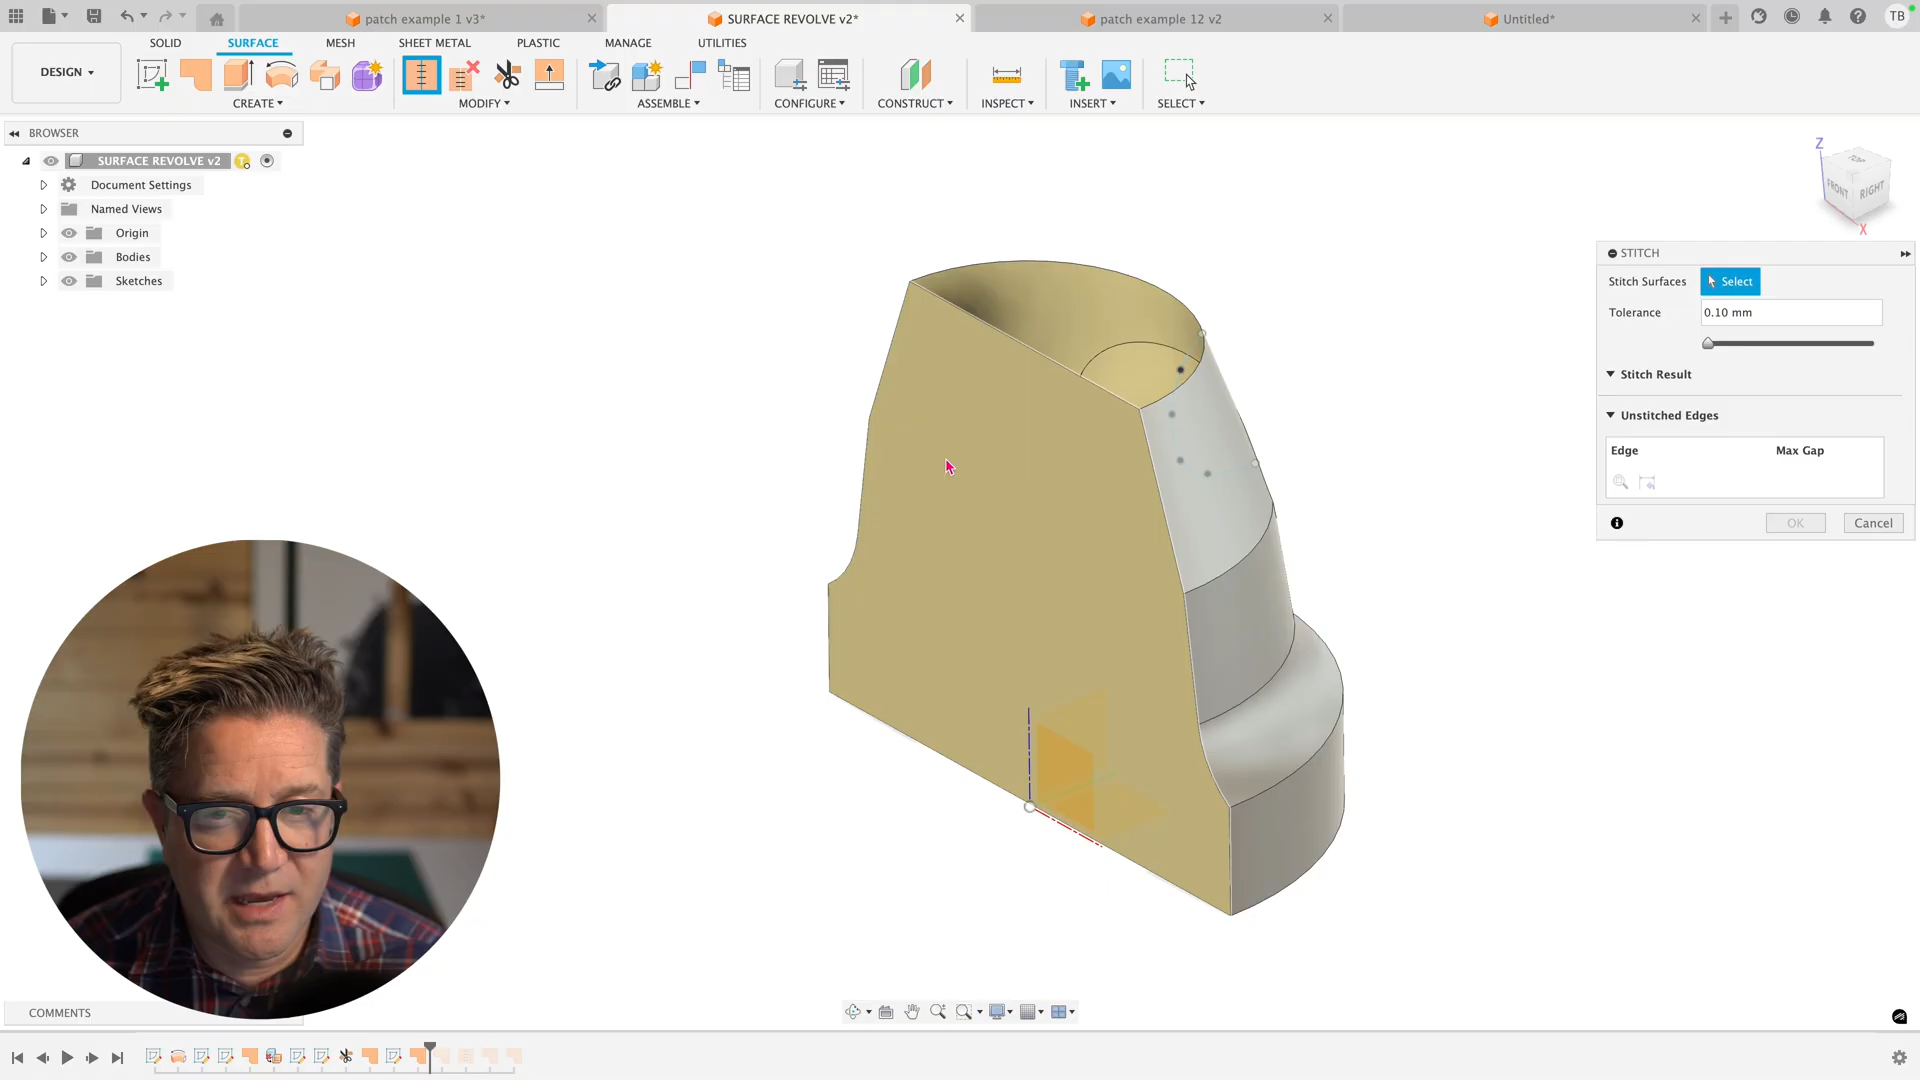 patch example 1 v3*
SURFACE REVOLVE v2*
patch example 12 v2
Untitled*
TB
DESIGN
SOLID
SURFACE
MESH
SHEET METAL
PLASTIC
MANAGE
UTILITIES
CREATE
MODIFY
ASSEMBLE
CONFIGURE
CONSTRUCT
INSPECT
INSERT
SELECT
BROWSER
SURFACE REVOLVE v2
Document Settings
Named Views
Origin
Bodies
Sketches
Z
TOP
FRONT
RIGHT
X
STITCH
Stitch Surfaces Select
Tolerance 0.10 mm
Stitch Result
Unstitched Edges
Edge Max Gap
OK Cancel
COMMENTS